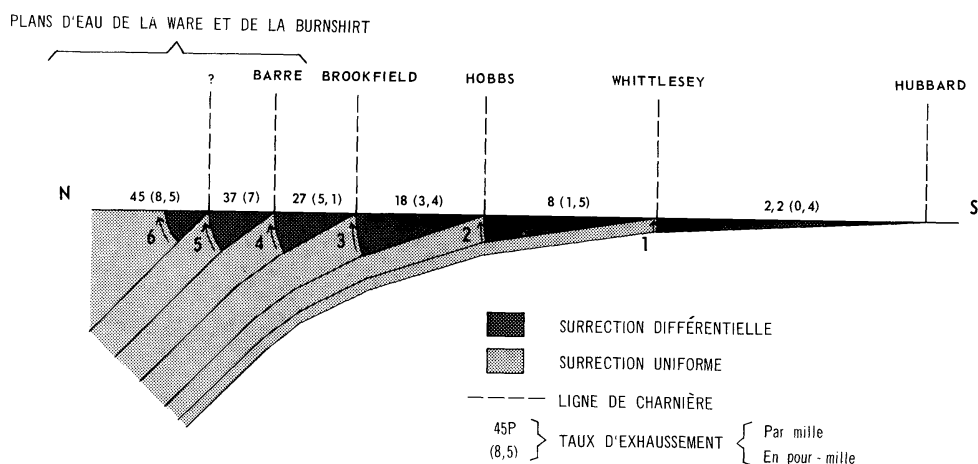 PLANS D'EAU DE LA WARE ET DE LA BURNSHIRT
? BARRE BROOKFIELD HOBBS WHITTLESEY HUBBARD
N 45 (8,5) 37 (7) 27 (5,1) 18 (3,4) 8 (1,5) 2,2 (0,4) S
6 5 4 3 2 1
SURRECTION DIFFÉRENTIELLE
SURRECTION UNIFORME
LIGNE DE CHARNIÈRE
45P
(8,5)
TAUX D'EXHAUSSEMENT
Par mille
En pour-mille